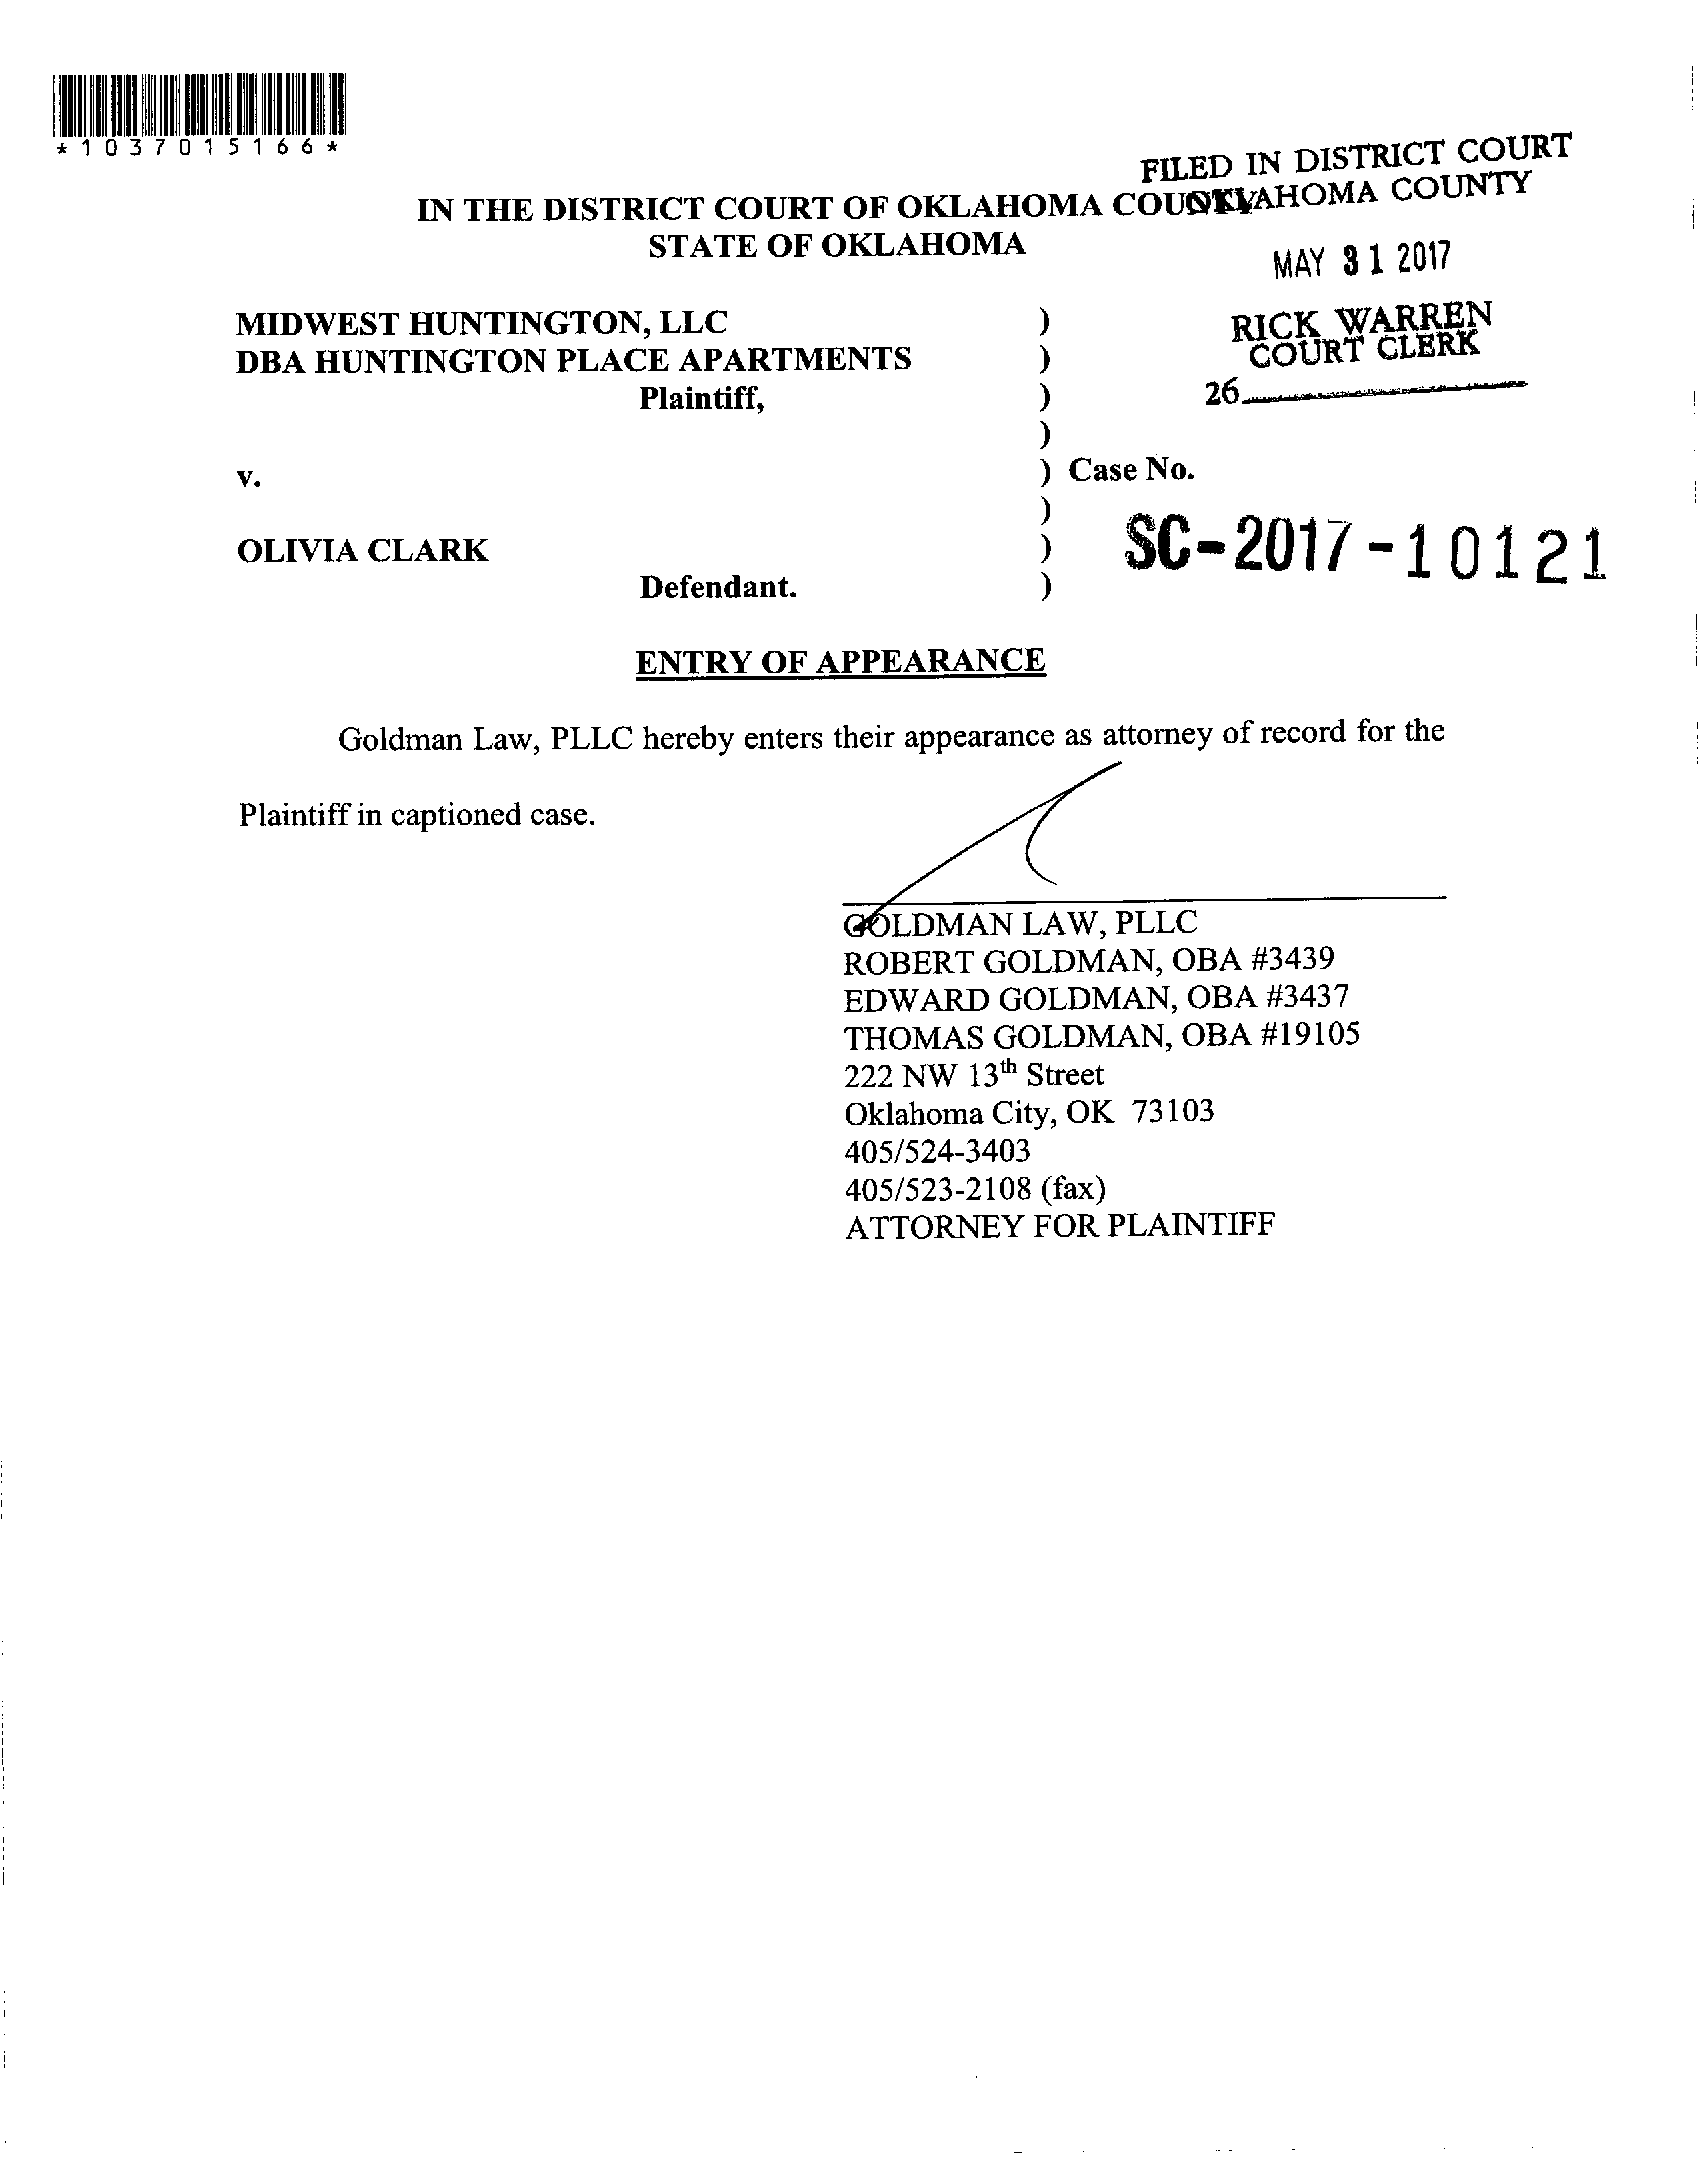 *1037015166*
FILED IN DISTRICT COURT
OKLAHOMA COUNTY
IN THE DISTRICT COURT OF OKLAHOMA COUNTY
STATE OF OKLAHOMA
MAY 31 2017
MIDWEST HUNTINGTON, LLC )
DBA HUNTINGTON PLACE APARTMENTS )
Plaintiff, )
RICK WARREN
COURT CLERK
26
)
v. ) Case No.
)
SC-2017-10121
OLIVIA CLARK )
Defendant. )
ENTRY OF APPEARANCE
Goldman Law, PLLC hereby enters their appearance as attorney of record for the
Plaintiff in captioned case.
GOLDMAN LAW, PLLC
ROBERT GOLDMAN, OBA #3439
EDWARD GOLDMAN, OBA #3437
THOMAS GOLDMAN, OBA #19105
222 NW 13th Street
Oklahoma City, OK 73103
405/524-3403
405/523-2108 (fax)
ATTORNEY FOR PLAINTIFF